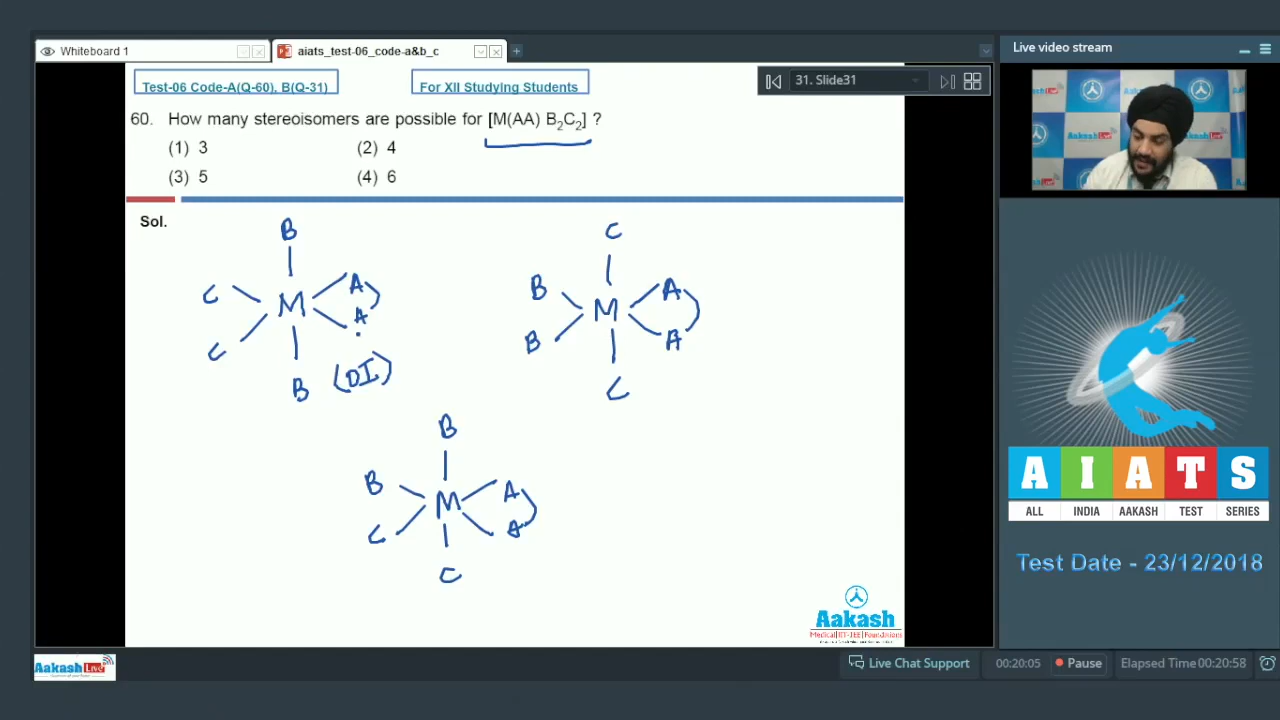 Whiteboard 1
aiats_test-06_code-a&b_c
Live video stream
Test-06 Code-A(Q-60), B(Q-31)
For XII Studying Students
31. Slide31
60. How many stereoisomers are possible for [M(AA) B₂C₂] ?
(1) 3 (2) 4
(3) 5 (4) 6
Sol.
B
C M A
C A
B (DI)
C
B M A
B A
C
B
B M A
C A
C
Aakash
Medical|IIT-JEE|Foundations
A I A T S
ALL INDIA AAKASH TEST SERIES
Test Date - 23/12/2018
Aakash Live
Live Chat Support
00:20:05
Pause
Elapsed Time 00:20:58